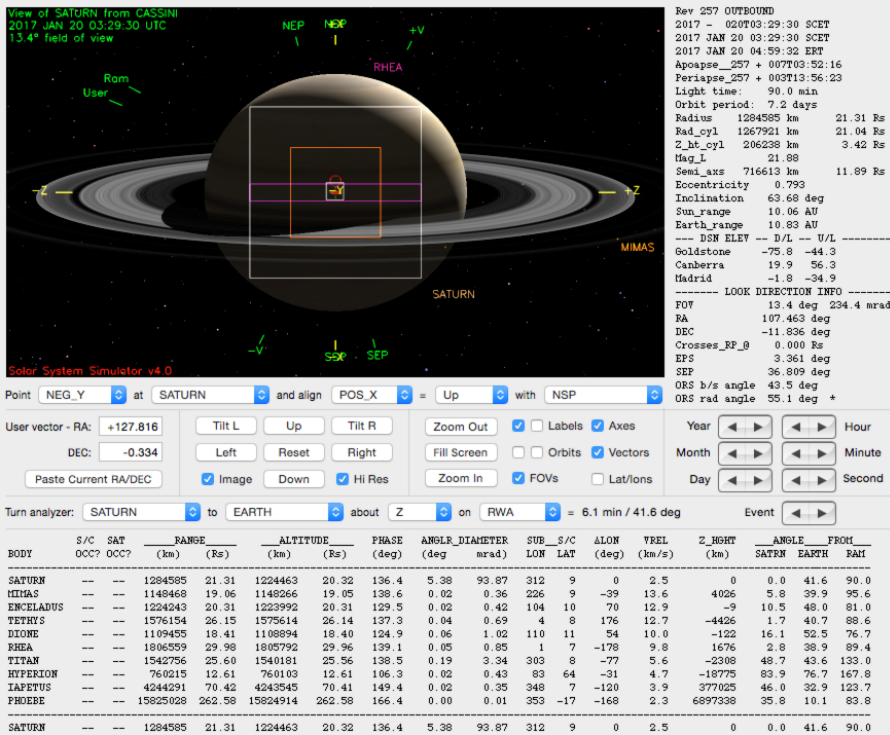 View of SATURN from CASSINI
2017 JAN 20 03:29:30 UTC
13.4° field of view
NEP
+V
RHEA
Ram
User
-Z
-Y
+Z
MIMAS
SATURN
-V
SEP
Solar System Simulator v4.0
Rev 257 OUTBOUND
2017 - 020T03:29:30 SCET
2017 JAN 20 03:29:30 SCET
2017 JAN 20 04:59:32 ERT
Apoapse__257 + 007T03:52:16
Periapse_257 + 003T13:56:23
Light time: 90.0 min
Orbit period: 7.2 days
Radius 1284585 km 21.31 Rs
Rad_cyl 1267921 km 21.04 Rs
Z_ht_cyl 206238 km 3.42 Rs
Mag_L 21.88
Semi_axs 716613 km 11.89 Rs
Eccentricity 0.793
Inclination 63.68 deg
Sun_range 10.06 AU
Earth_range 10.83 AU
--- DSN ELEV -- D/L -- U/L --------
Goldstone -75.8 -44.3
Canberra 19.9 56.3
Madrid -1.8 -34.9
------- LOOK DIRECTION INFO -------
FOV 13.4 deg 234.4 mrad
RA 107.463 deg
DEC -11.836 deg
Crosses_RP_@ 0.000 Rs
EPS 3.361 deg
SEP 36.809 deg
ORS b/s angle 43.5 deg
ORS rad angle 55.1 deg *
Point NEG_Y at SATURN and align POS_X = Up with NSP
User vector - RA: +127.816 Tilt L Up Tilt R Zoom Out Labels Axes Year Hour
DEC: -0.334 Left Reset Right Fill Screen Orbits Vectors Month Minute
Paste Current RA/DEC Image Down Hi Res Zoom In FOVs Lat/lons Day Second
Turn analyzer: SATURN to EARTH about Z on RWA = 6.1 min / 41.6 deg Event
S/C SAT ____RANGE____ ___ALTITUDE___ PHASE ANGLR_DIAMETER SUB__S/C ΔLON VREL Z_HGHT ___ANGLE___FROM___
BODY OCC? OCC? (km) (Rs) (km) (Rs) (deg) (deg mrad) LON LAT (deg) (km/s) (km) SATRN EARTH RAM
SATURN -- -- 1284585 21.31 1224463 20.32 136.4 5.38 93.87 312 9 0 2.5 0 0.0 41.6 90.0
MIMAS -- -- 1148468 19.06 1148266 19.05 138.6 0.02 0.36 226 9 -39 13.6 4026 5.8 39.9 95.6
ENCELADUS -- -- 1224243 20.31 1223992 20.31 129.5 0.02 0.42 104 10 70 12.9 -9 10.5 48.0 81.0
TETHYS -- -- 1576154 26.15 1575614 26.14 137.3 0.04 0.69 4 8 176 12.7 -4426 1.7 40.7 88.6
DIONE -- -- 1109455 18.41 1108894 18.40 124.9 0.06 1.02 110 11 54 10.0 -122 16.1 52.5 76.7
RHEA -- -- 1806559 29.98 1805792 29.96 139.1 0.05 0.85 1 7 -178 9.8 1676 2.8 38.9 89.4
TITAN -- -- 1542756 25.60 1540181 25.56 138.5 0.19 3.34 303 8 -77 5.6 -2308 48.7 43.6 133.0
HYPERION -- -- 760215 12.61 760103 12.61 106.3 0.02 0.43 83 64 -31 4.7 -18775 83.9 76.7 167.8
IAPETUS -- -- 4244291 70.42 4243545 70.41 149.4 0.02 0.35 348 7 -120 3.9 377025 46.0 32.9 123.7
PHOEBE -- -- 15825028 262.58 15824914 262.58 166.4 0.00 0.01 353 -17 -168 2.3 6897338 35.8 10.1 83.8
SATURN -- -- 1284585 21.31 1224463 20.32 136.4 5.38 93.87 312 9 0 2.5 0 0.0 41.6 90.0